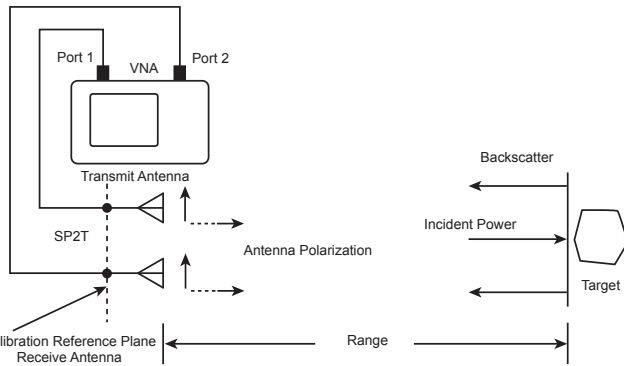 Port 1
VNA
Port 2
Transmit Antenna
Backscatter
SP2T
Antenna Polarization
Incident Power
Target
libration Reference Plane
Receive Antenna
Range